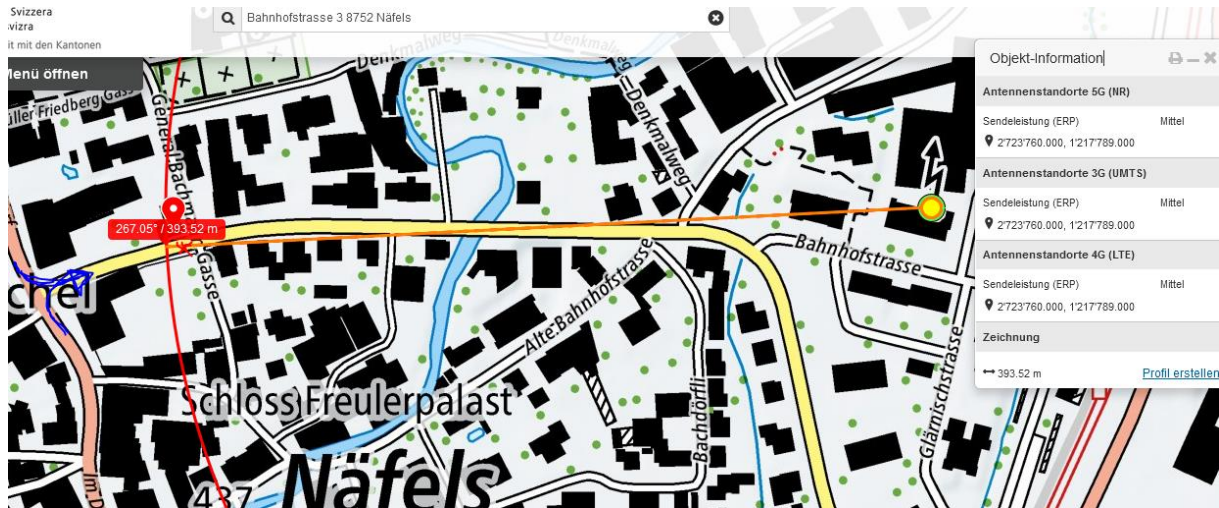 Svizzera
svizra
it mit den Kantonen
Bahnhofstrasse 3 8752 Näfels
Menü öffnen
Denkmalweg
Denkmalweg
Denkmalweg
General Bachmann Gasse
267.05° / 393.52 m
Bahnhofstrasse
Alte Bahnhofstrasse
Schloss Freulerpalast
Bachdörfli
Glärnischstrasse
Näfels
437
Im D
Objekt-Information
Antennenstandorte 5G (NR)
Sendeleistung (ERP) Mittel
2'723'760.000, 1'217'789.000
Antennenstandorte 3G (UMTS)
Sendeleistung (ERP) Mittel
2'723'760.000, 1'217'789.000
Antennenstandorte 4G (LTE)
Sendeleistung (ERP) Mittel
2'723'760.000, 1'217'789.000
Zeichnung
393.52 m Profil erstellen